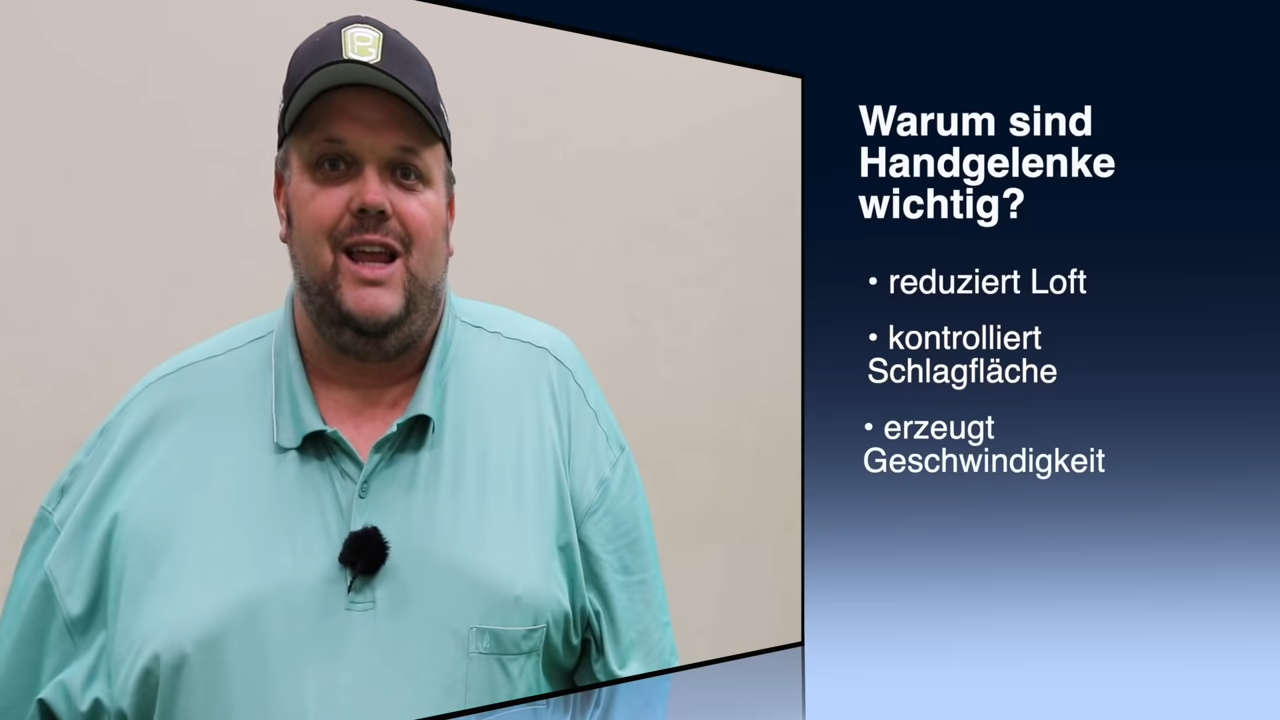 Warum sind
Handgelenke
wichtig?
• reduziert Loft
• kontrolliert
Schlagfläche
• erzeugt
Geschwindigkeit